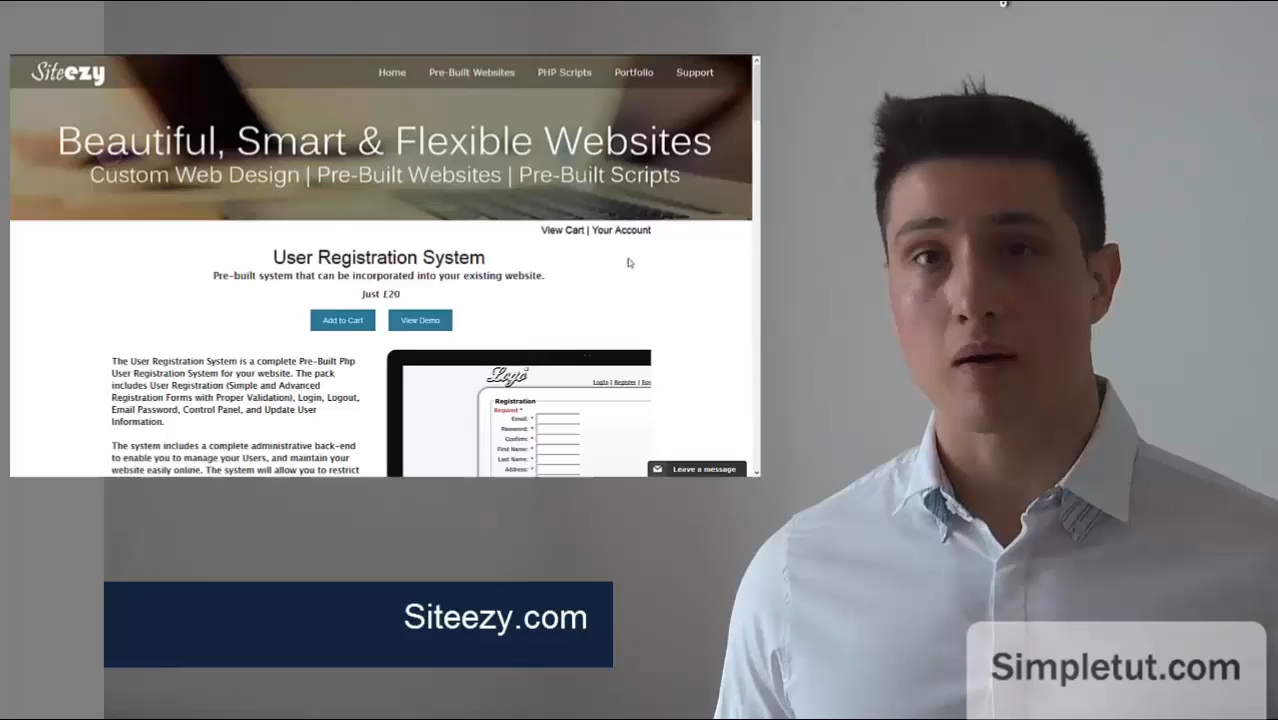 Siteezy
Home Pre-Built Websites PHP Scripts Portfolio Support
Beautiful, Smart & Flexible Websites
Custom Web Design | Pre-Built Websites | Pre-Built Scripts
View Cart | Your Account
User Registration System
Pre-built system that can be incorporated into your existing website.
Just £20
Add to Cart View Demo
The User Registration System is a complete Pre-Built Php
User Registration System for your website. The pack
includes User Registration (Simple and Advanced
Registration Forms with Proper Validation), Login, Logout,
Email Password, Control Panel, and Update User
Information.
The system includes a complete administrative back-end
to enable you to manage your Users, and maintain your
website easily online. The system will allow you to restrict
Logo
Login | Register |
Registration
Required *
Email: *
Password: *
Confirm: *
First Name: *
Last Name: *
Address: *
Leave a message
Siteezy.com
Simpletut.com